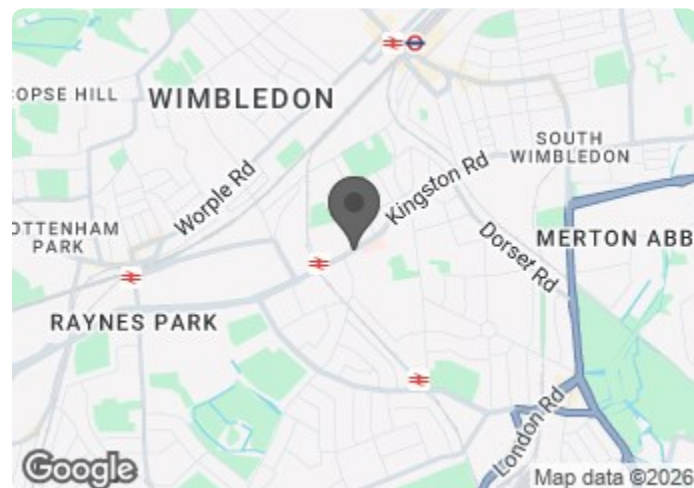 COPSE HILL
WIMBLEDON
SOUTH
WIMBLEDON
Worple Rd
Kingston Rd
OTTENHAM
PARK
Dorset Rd
MERTON ABB
RAYNES PARK
London Rd
Google
Map data ©2026